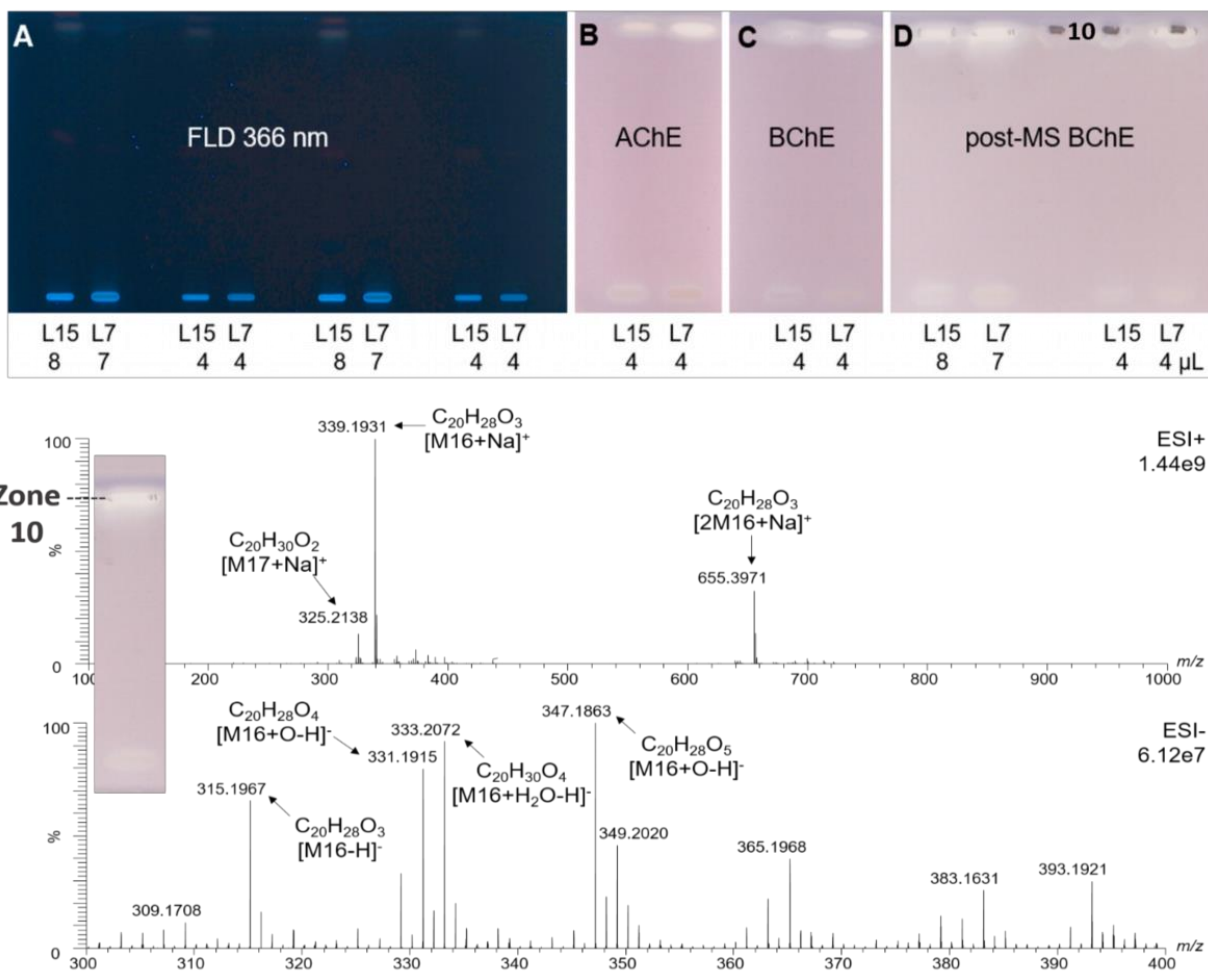 A
B
C
D
10
FLD 366 nm
AChE
BChE
post-MS BChE
L15 L7 L15 L7 L15 L7 L15 L7 L15 L7 L15 L7 L15 L7 L15 L7
8 7 4 4 8 7 4 4 4 4 4 4 8 7 4 4 µL
C₂₀H₂₈O₃
[M16+Na]⁺
339.1931
ESI+
1.44e9
100
%
0
Zone
10
C₂₀H₃₀O₂
[M17+Na]⁺
325.2138
C₂₀H₂₈O₃
[2M16+Na]⁺
655.3971
100 200 300 400 500 600 700 800 900 1000 m/z
ESI-
6.12e7
100
%
0
C₂₀H₂₈O₄
[M16+O-H]⁻
331.1915
333.2072
C₂₀H₃₀O₄
[M16+H₂O-H]⁻
347.1863
C₂₀H₂₈O₅
[M16+O-H]⁻
315.1967
C₂₀H₂₈O₃
[M16-H]⁻
309.1708
349.2020
365.1968
383.1631
393.1921
300 310 320 330 340 350 360 370 380 390 400 m/z